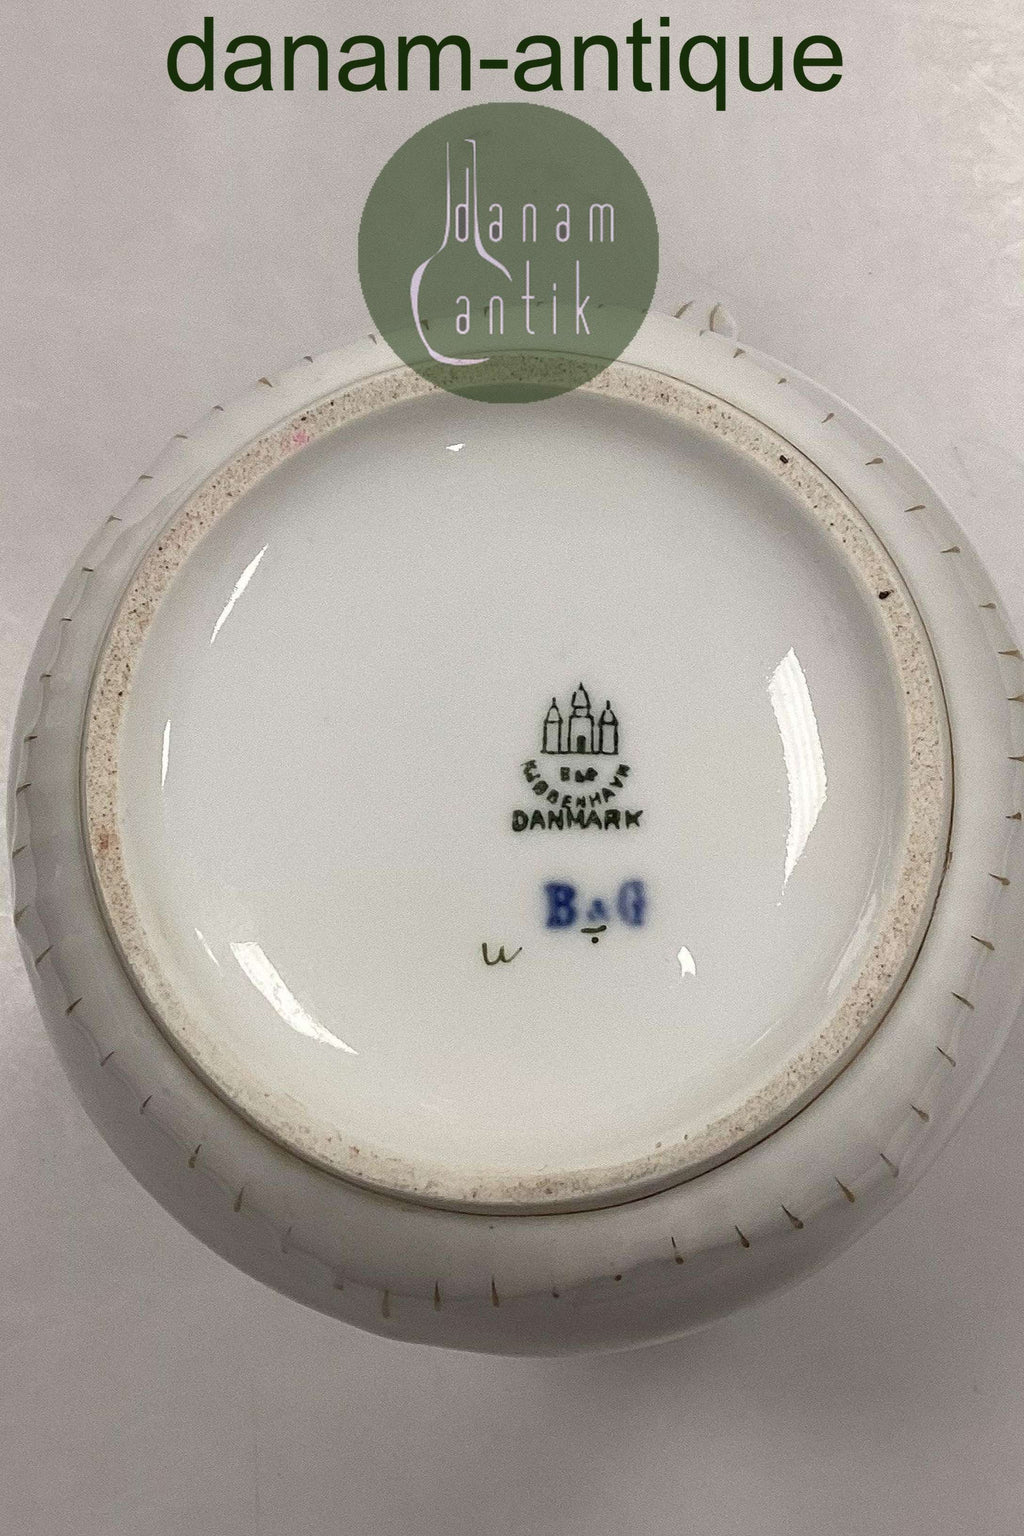 danam-antique
danam
antik
B&G
KJØBENHAVN
DANMARK
B&G
W